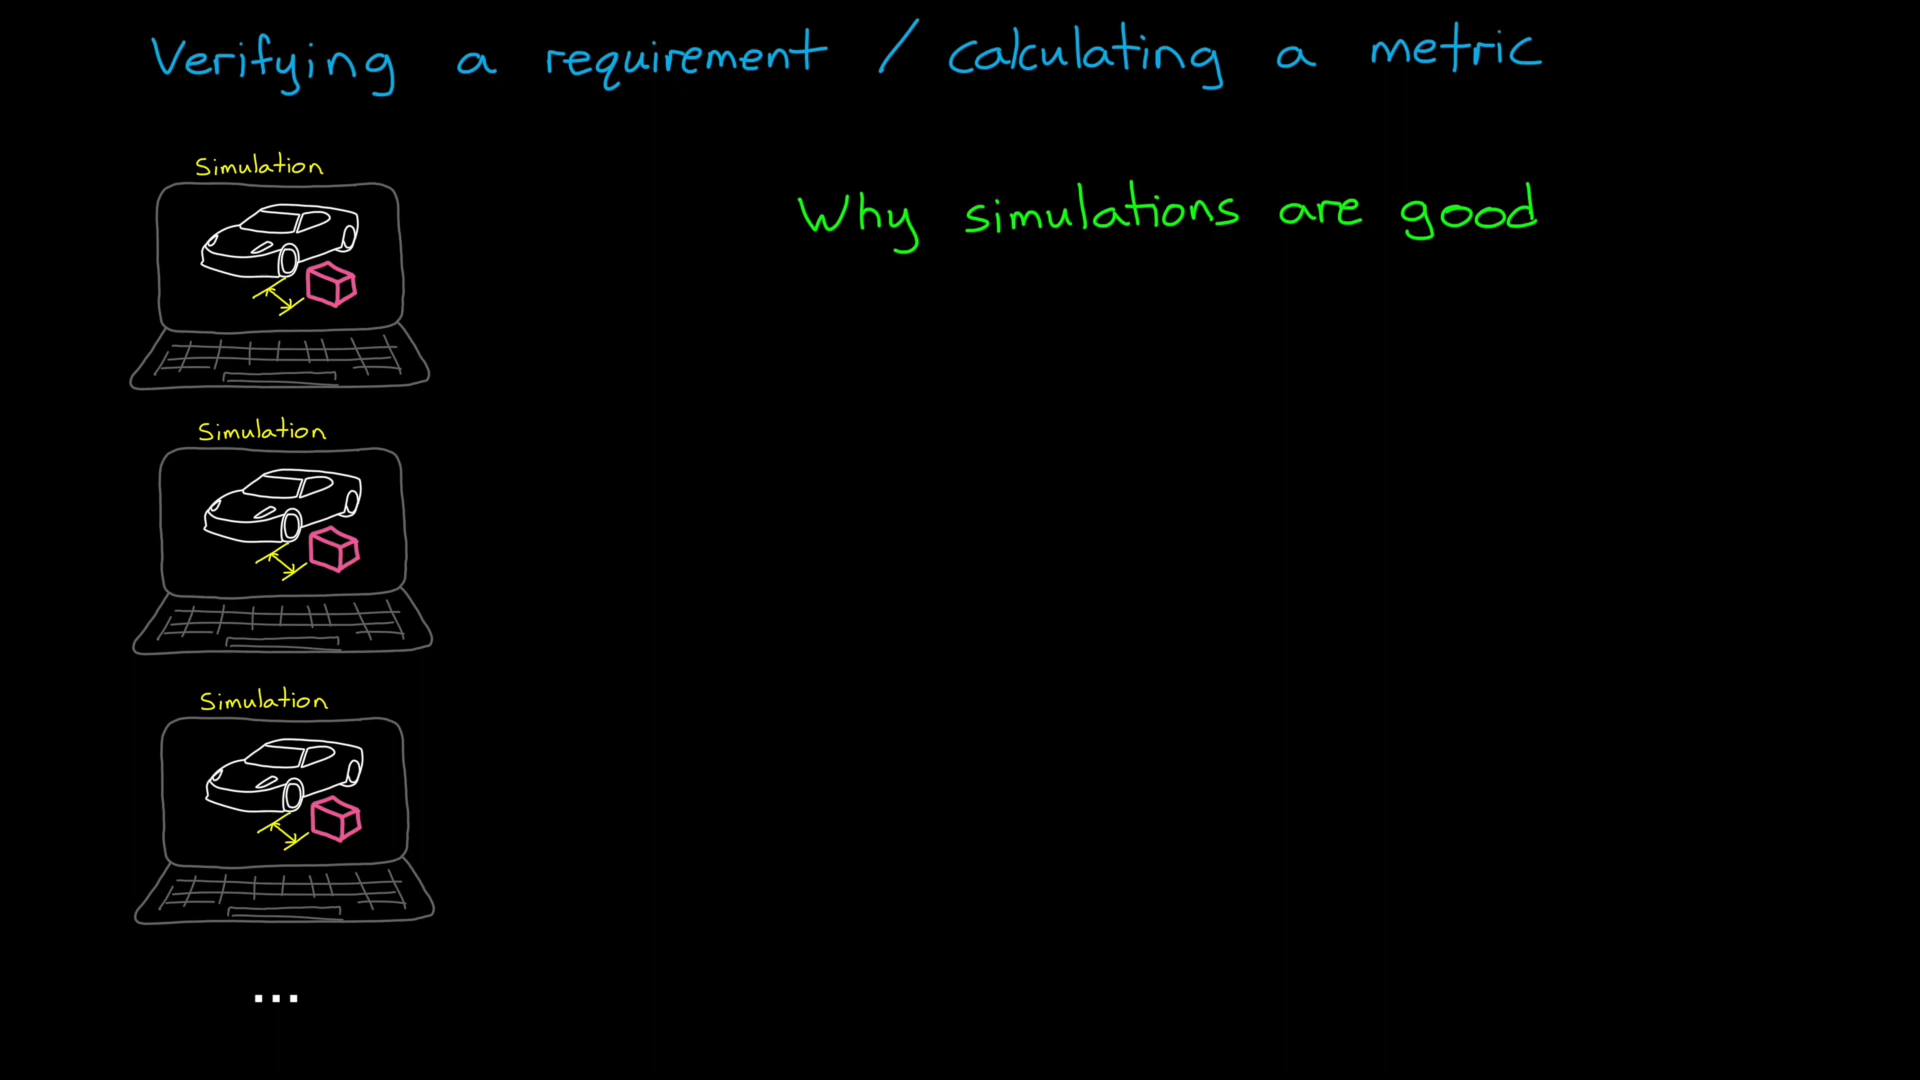 Verifying a requirement / calculating a metric
Simulation
Why simulations are good
Simulation
Simulation
...